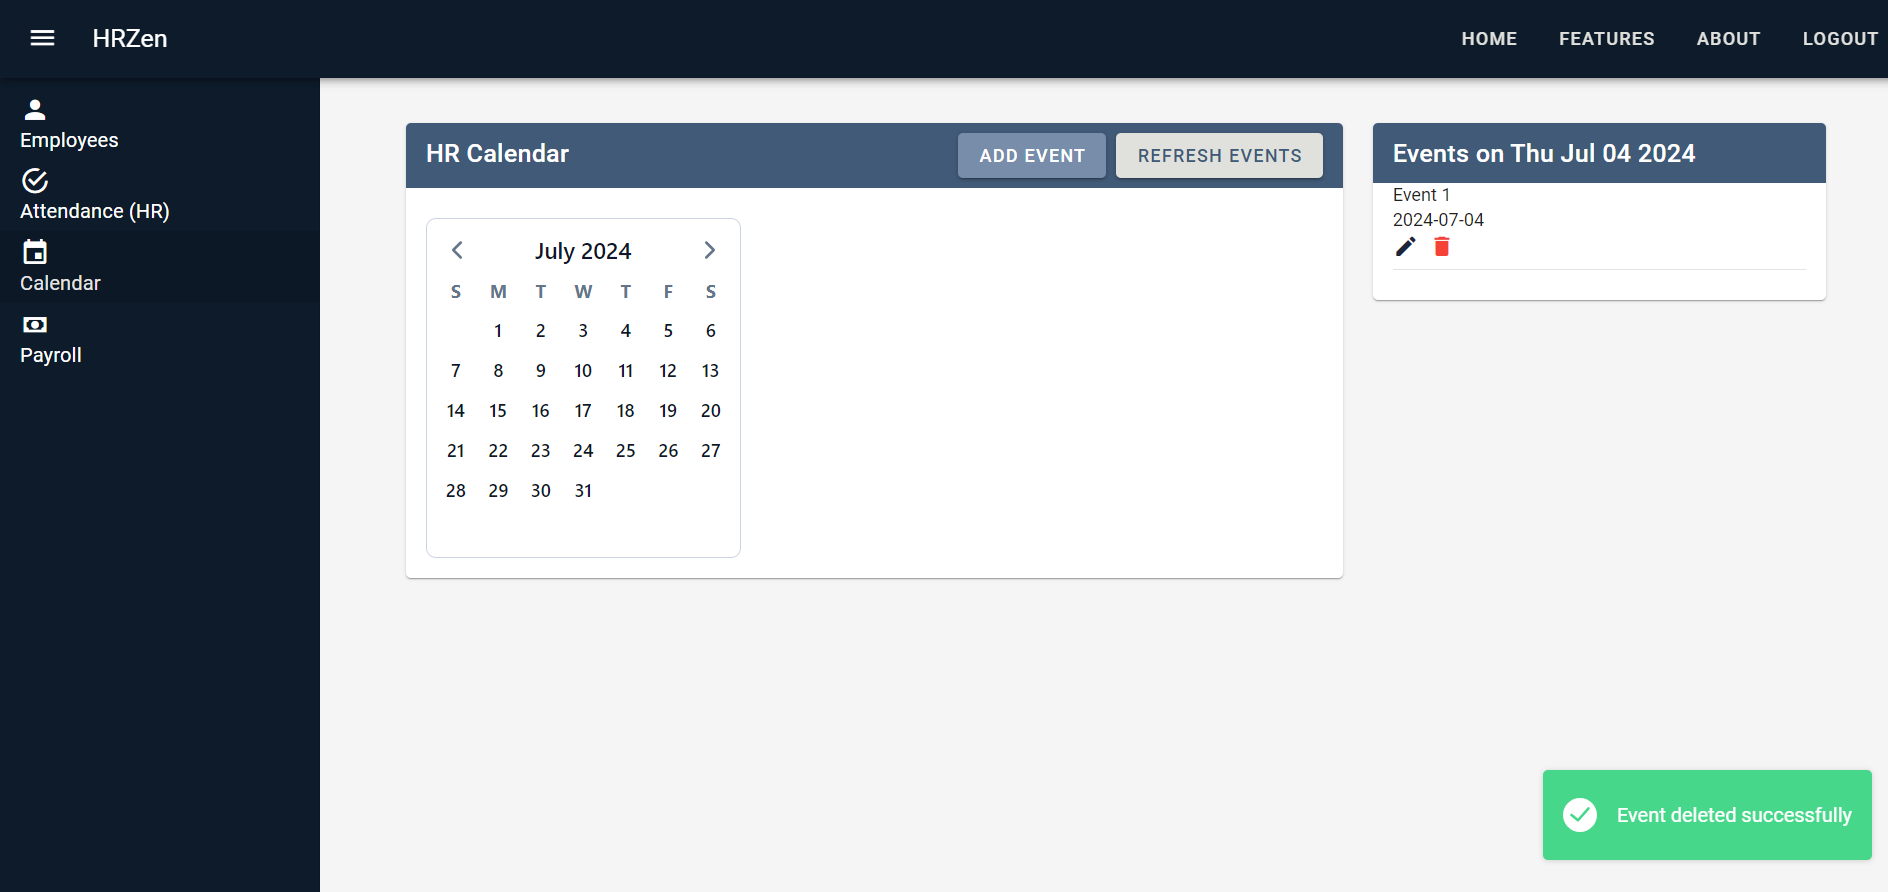 HRZen
HOME FEATURES ABOUT LOGOUT
Employees
Attendance (HR)
Calendar
Payroll
HR Calendar
ADD EVENT REFRESH EVENTS
July 2024
S M T W T F S
1 2 3 4 5 6
7 8 9 10 11 12 13
14 15 16 17 18 19 20
21 22 23 24 25 26 27
28 29 30 31
Events on Thu Jul 04 2024
Event 1
2024-07-04
Event deleted successfully